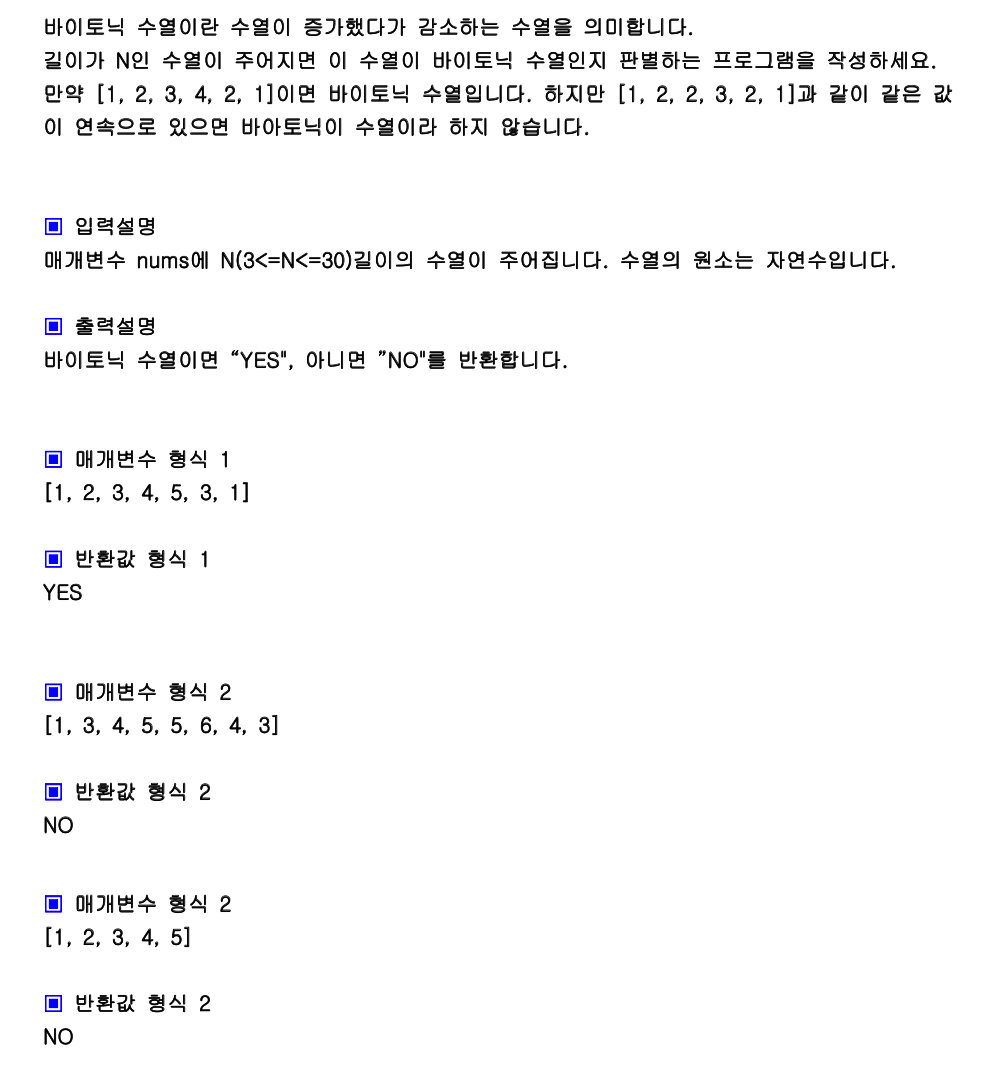 바이토닉 수열이란 수열이 증가했다가 감소하는 수열을 의미합니다.
길이가 N인 수열이 주어지면 이 수열이 바이토닉 수열인지 판별하는 프로그램을 작성하세요.
만약 [1, 2, 3, 4, 2, 1]이면 바이토닉 수열입니다. 하지만 [1, 2, 2, 3, 2, 1]과 같이 같은 값
이 연속으로 있으면 바아토닉이 수열이라 하지 않습니다.
▣ 입력설명
매개변수 nums에 N(3<=N<=30)길이의 수열이 주어집니다. 수열의 원소는 자연수입니다.
▣ 출력설명
바이토닉 수열이면 “YES", 아니면 ”NO"를 반환합니다.
▣ 매개변수 형식 1
[1, 2, 3, 4, 5, 3, 1]
▣ 반환값 형식 1
YES
▣ 매개변수 형식 2
[1, 3, 4, 5, 5, 6, 4, 3]
▣ 반환값 형식 2
NO
▣ 매개변수 형식 2
[1, 2, 3, 4, 5]
▣ 반환값 형식 2
NO